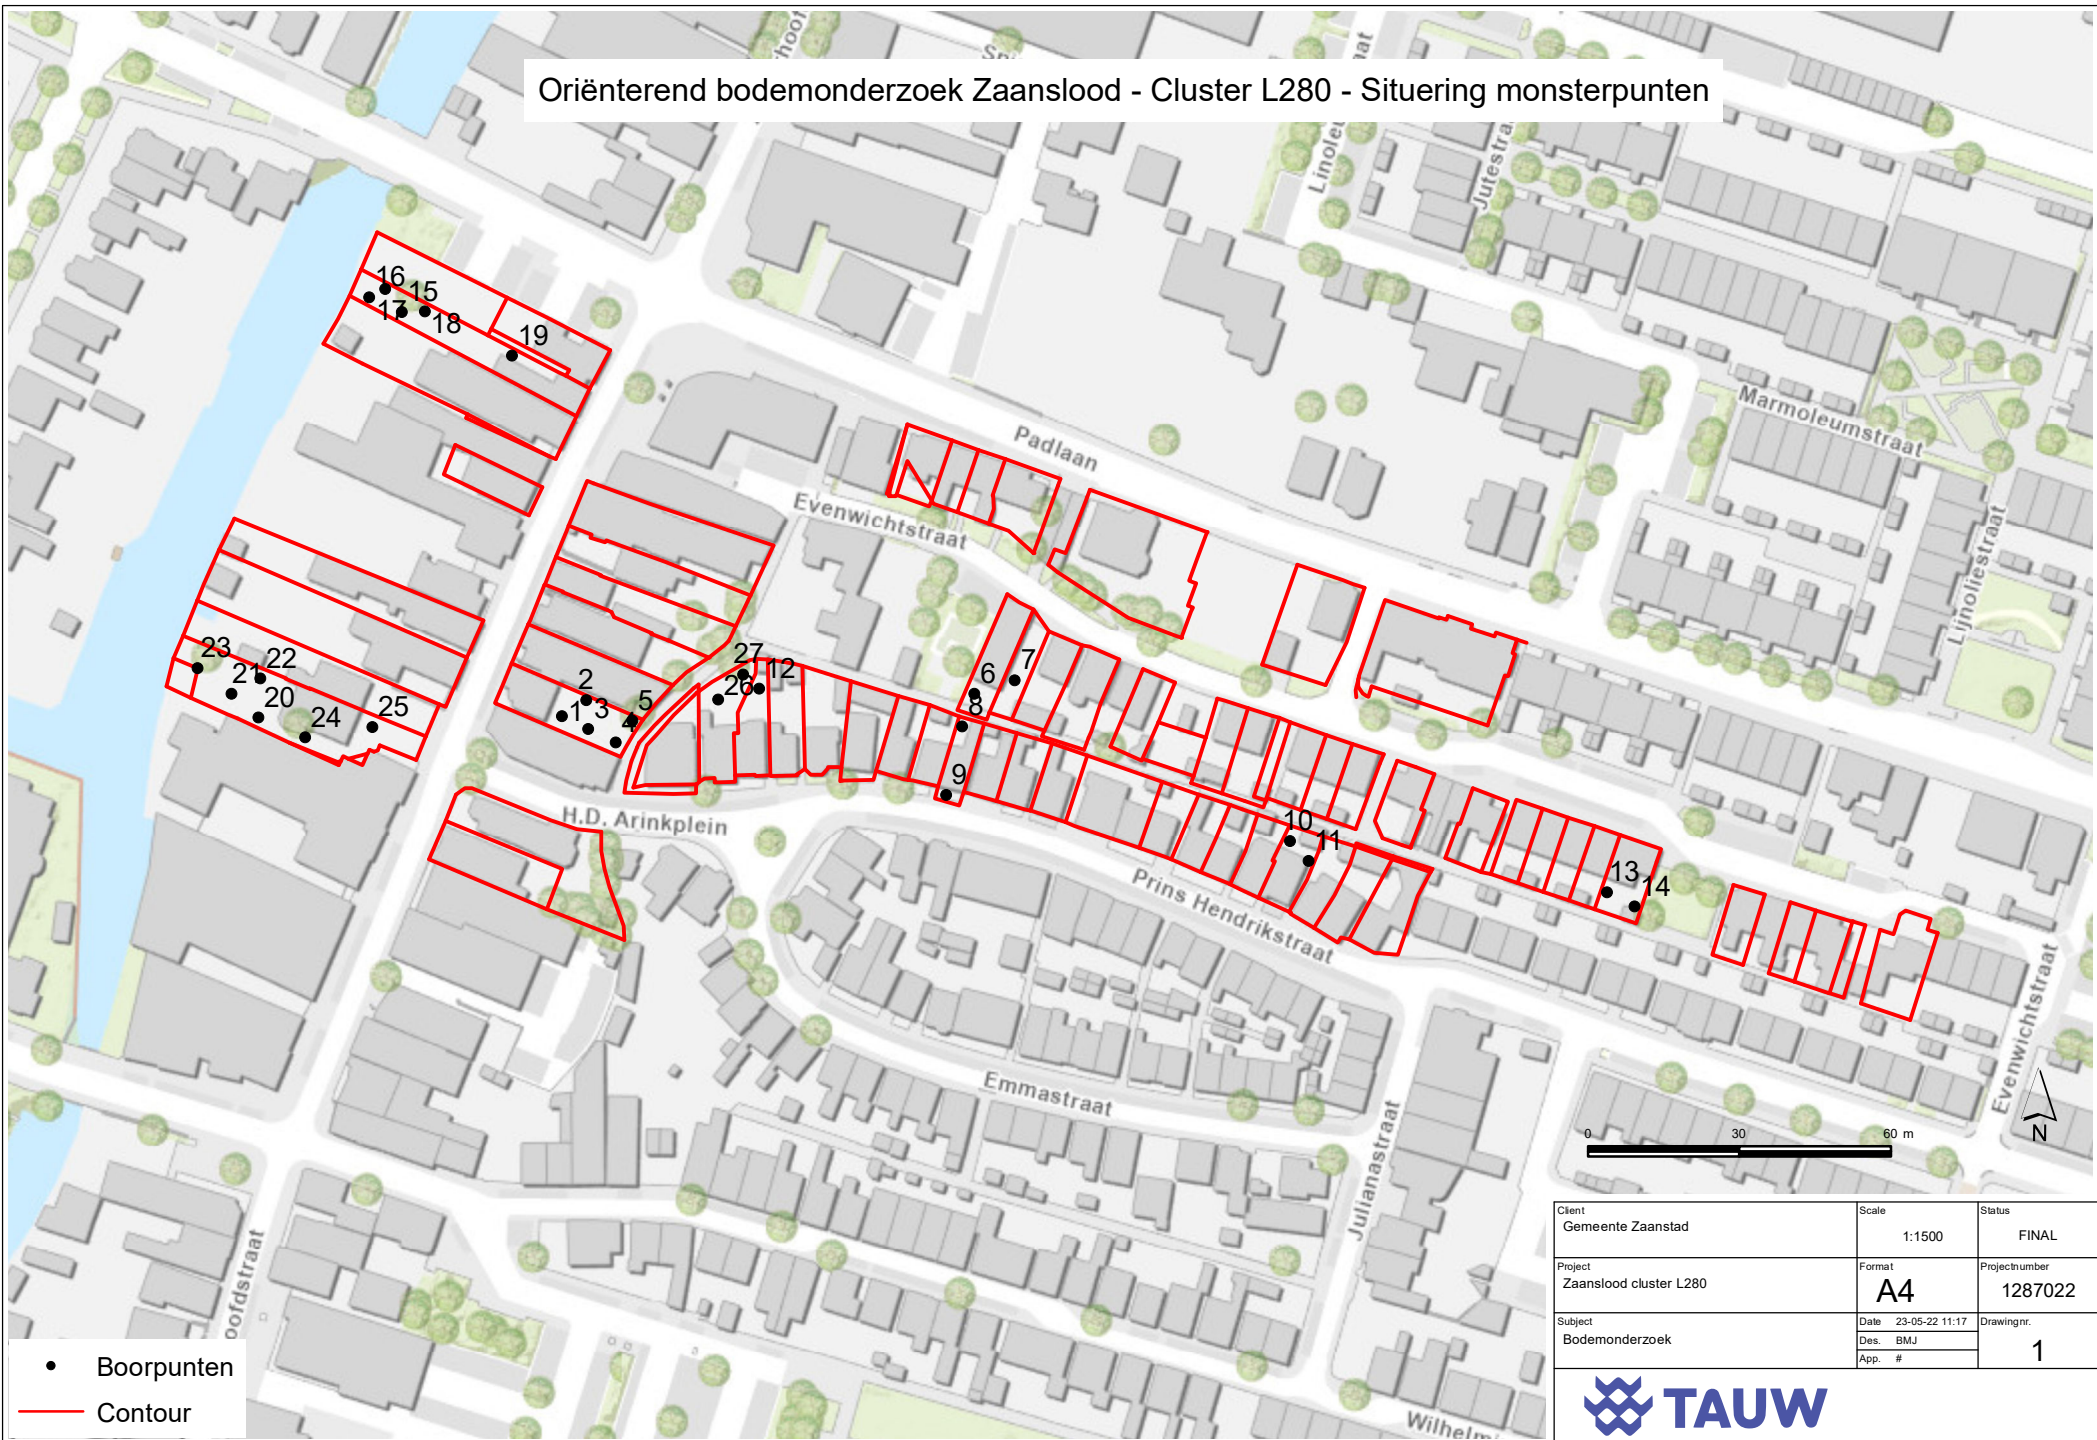 Oriënterend bodemonderzoek Zaanslood - Cluster L280 - Situering monsterpunten
Marmoleumstraat
Padlaan
Evenwichtstraat
Lijnoliestraat
16
15
17
18
19
23
22
21
20
24
25
27
12
26
2
1
3
5
4
6
7
8
9
10
11
13
14
H.D. Arinkplein
Prins Hendrikstraat
Emmastraat
Julianastraat
Evenwichtstraat
0 30 60 m
N
Boorpunten
Contour
Client
Gemeente Zaanstad
Scale
1:1500
Status
FINAL
Project
Zaanslood cluster L280
Format
A4
Projectnumber
1287022
Subject
Bodemonderzoek
Date 23-05-22 11:17
Des. BMJ
App. #
Drawingnr.
1
TAUW